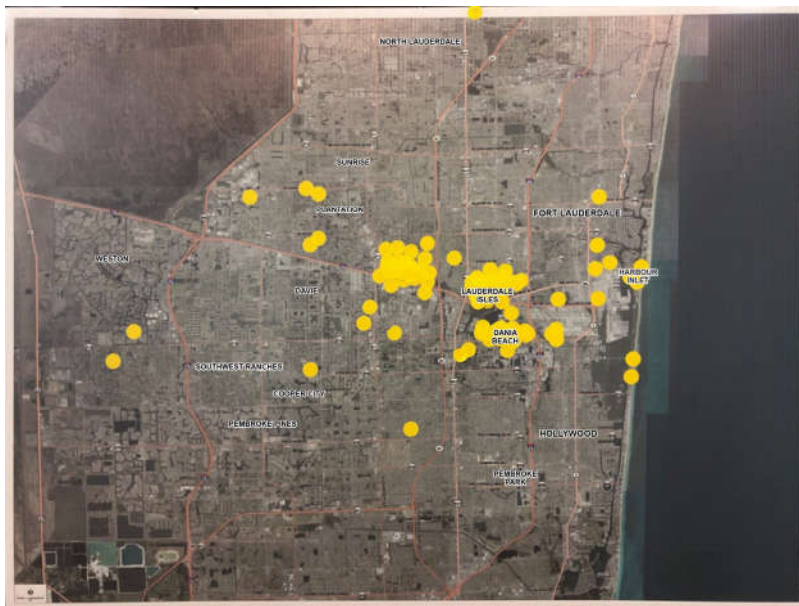 NORTH LAUDERDALE
SUNRISE
PLANTATION
FORT LAUDERDALE
WESTON
HARBOUR
INLET
DAVIE
LAUDERDALE
ISLES
DANIA
BEACH
SOUTHWEST RANCHES
COOPER CITY
PEMBROKE PINES
HOLLYWOOD
PEMBROKE
PARK